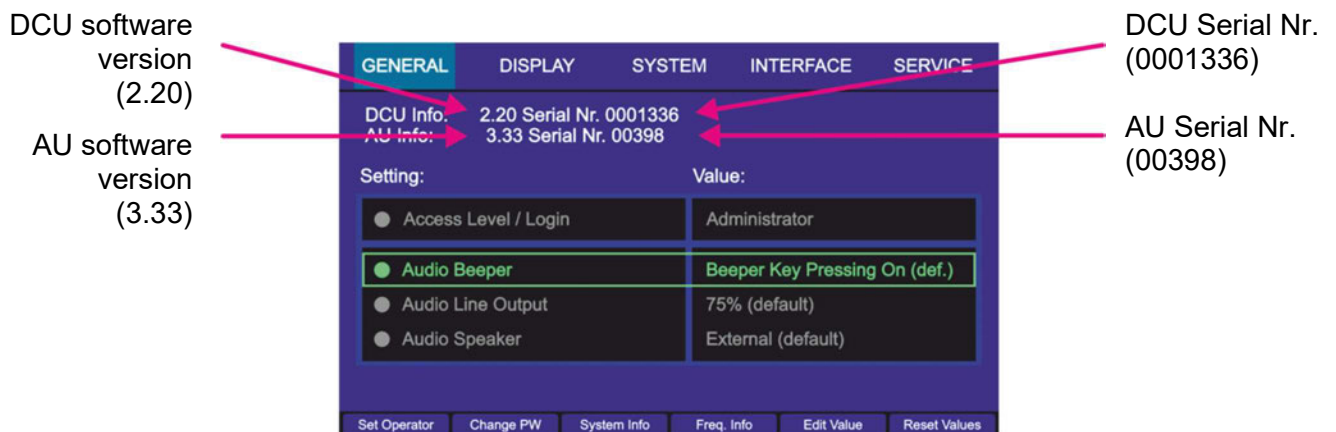 DCU software
version
(2.20)
AU software
version
(3.33)
GENERAL DISPLAY SYSTEM INTERFACE SERVICE
DCU Info: 2.20 Serial Nr. 0001336
AU Info: 3.33 Serial Nr. 00398
Setting: Value:
Access Level / Login Administrator
Audio Beeper Beeper Key Pressing On (def.)
Audio Line Output 75% (default)
Audio Speaker External (default)
Set Operator Change PW System Info Freq. Info Edit Value Reset Values
DCU Serial Nr.
(0001336)
AU Serial Nr.
(00398)